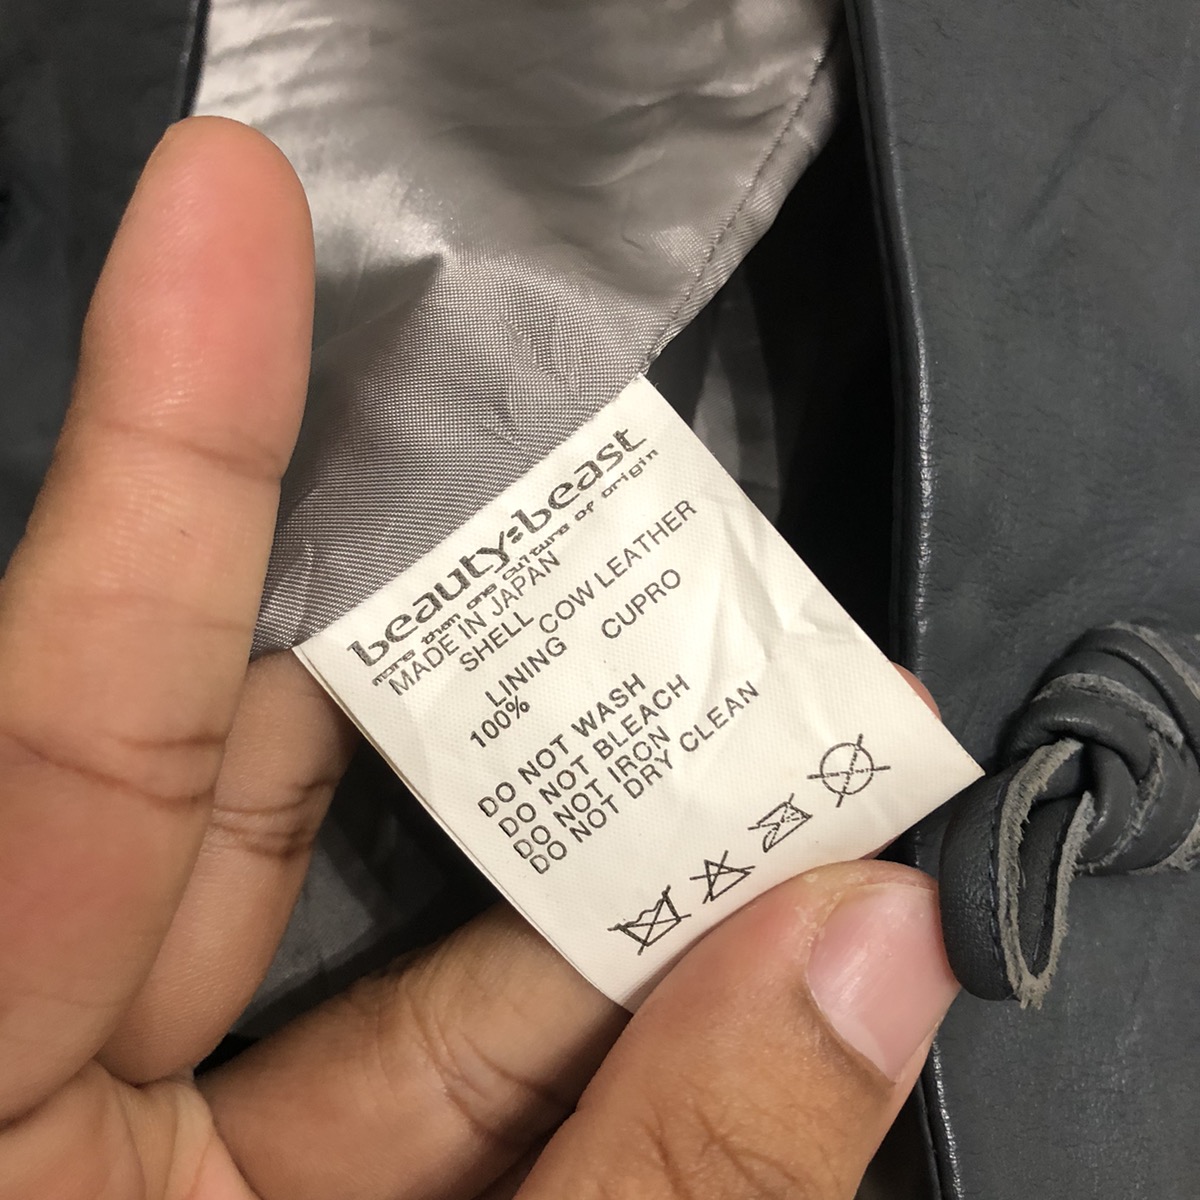 beauty:beast
more than one culture of origin
MADE IN JAPAN
SHELL COW LEATHER
LINING CUPRO
100%
DO NOT WASH
DO NOT BLEACH
DO NOT IRON
DO NOT DRY CLEAN